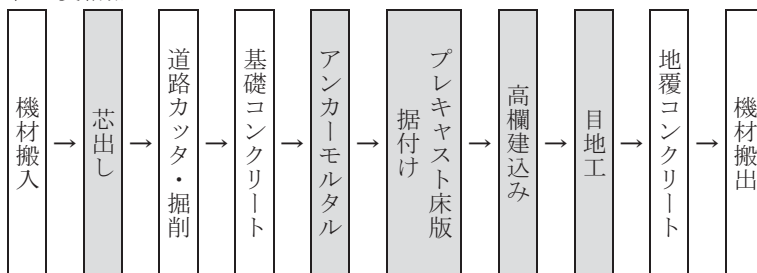 機材搬入
→
芯出し
→
道路カッタ・掘削
→
基礎コンクリート
→
アンカーモルタル
→
プレキャスト床版
据付け
→
高欄建込み
→
目地工
→
地覆コンクリート
→
機材搬出